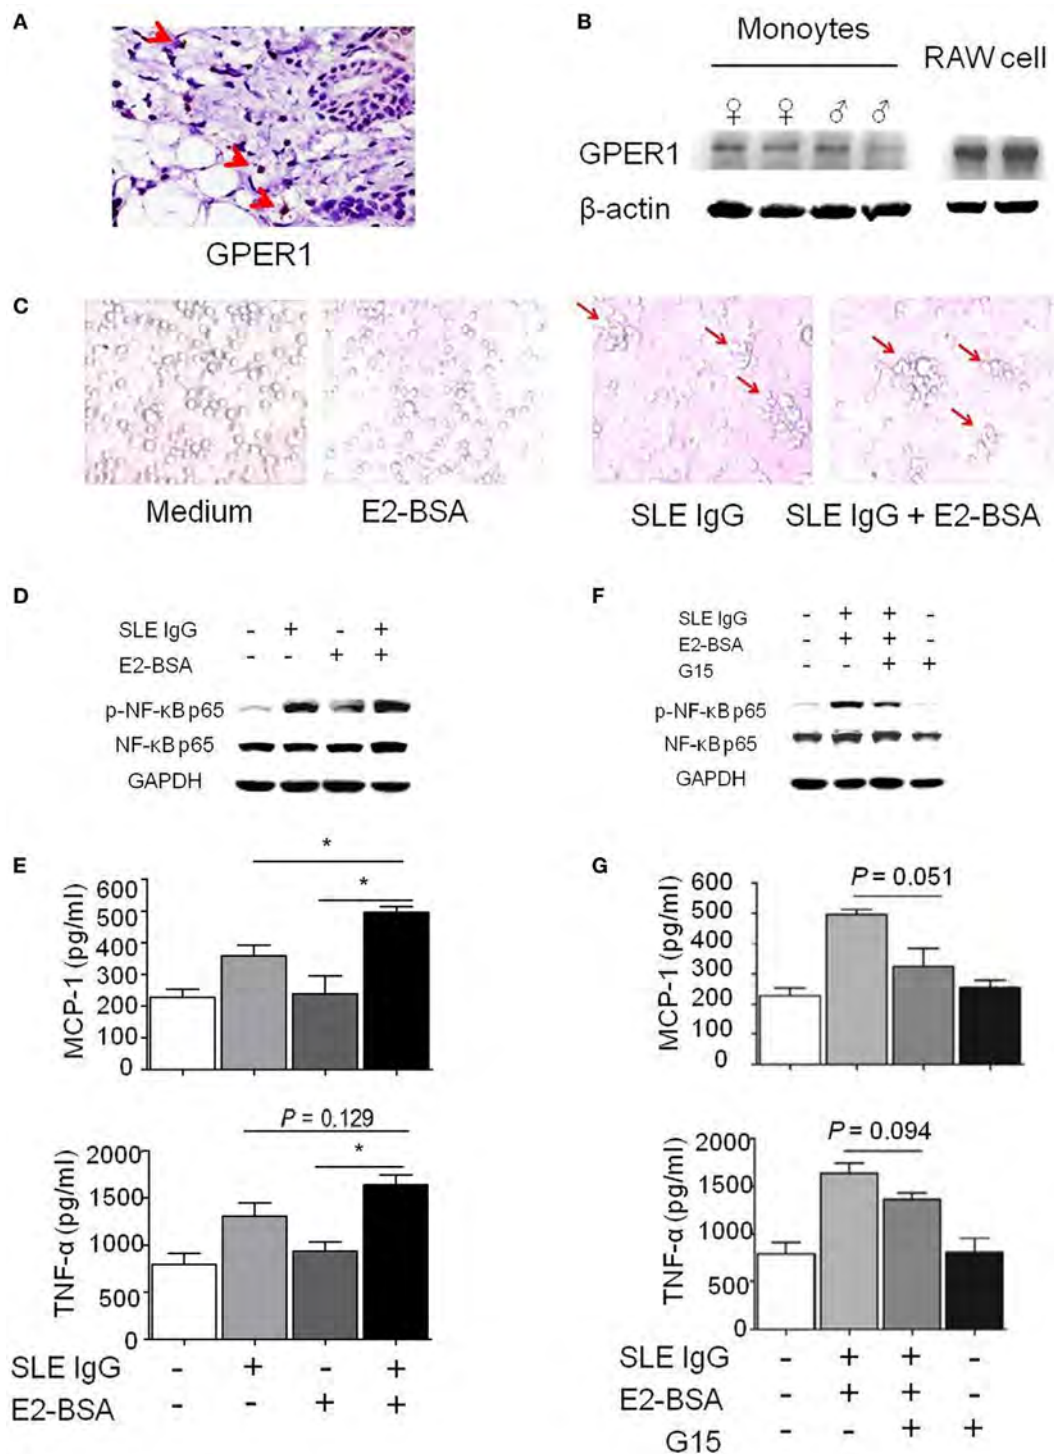 A
GPER1
B
Monoytes
RAW cell
♀ ♀ ♂ ♂
GPER1
β-actin
C
Medium
E2-BSA
SLE IgG
SLE IgG + E2-BSA
D
SLE IgG - + - +
E2-BSA - - + +
p-NF-κB p65
NF-κB p65
GAPDH
F
SLE IgG - + + -
E2-BSA - + + -
G15 - - + +
p-NF-κB p65
NF-κB p65
GAPDH
E
*
*
MCP-1 (pg/ml)
600
500
400
300
200
100
0
P = 0.129
*
TNF-α (pg/ml)
2000
1500
1000
500
0
SLE IgG - + - +
E2-BSA - - + +
G
P = 0.051
MCP-1 (pg/ml)
600
500
400
300
200
100
0
P = 0.094
TNF-α (pg/ml)
2000
1500
1000
500
0
SLE IgG - + + -
E2-BSA - + + -
G15 - - + +